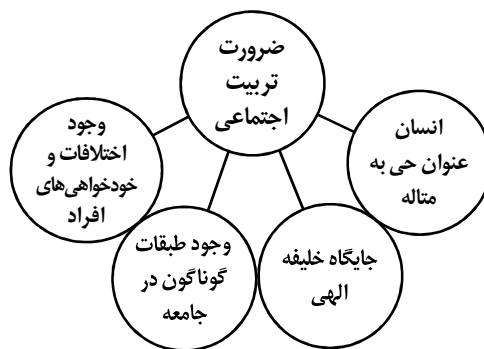 ضرورت
تربیت
اجتماعی
انسان
عنوان حی به
متاله
جایگاه خلیفه
الهی
وجود طبقات
گوناگون در
جامعه
وجود
اختلافات و
خودخواهی‌های
افراد